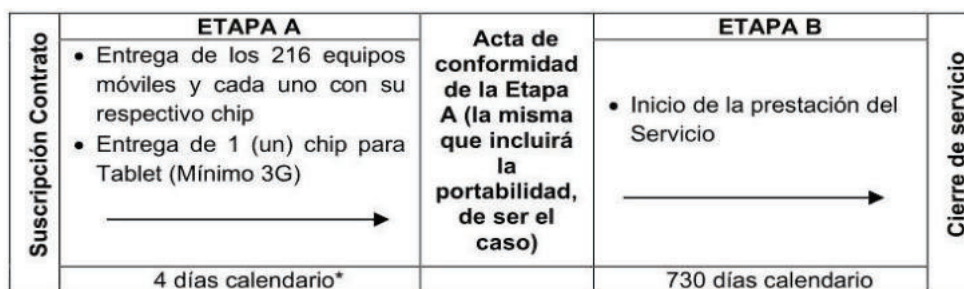 Suscripción Contrato
ETAPA A
• Entrega de los 216 equipos
móviles y cada uno con su
respectivo chip
• Entrega de 1 (un) chip para
Tablet (Mínimo 3G)
4 días calendario*
Acta de
conformidad
de la Etapa
A (la misma
que incluirá
la
portabilidad,
de ser el
caso)
ETAPA B
• Inicio de la prestación del
Servicio
730 días calendario
Cierre de servicio